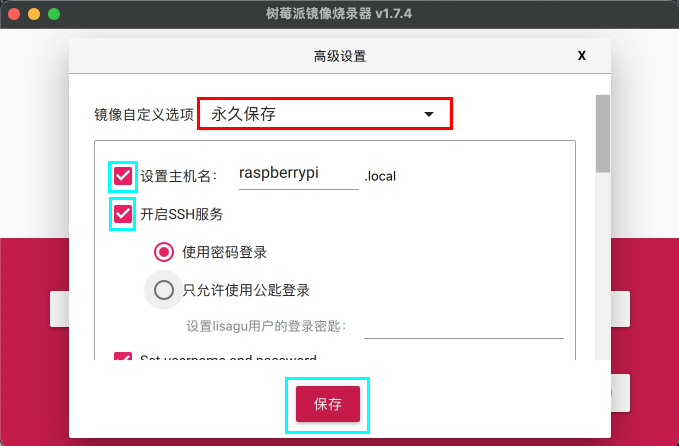 树莓派镜像烧录器 v1.7.4
高级设置 X
镜像自定义选项 永久保存
设置主机名： raspberrypi .local
开启SSH服务
使用密码登录
只允许使用公匙登录
设置lisagu用户的登录密匙：
Set username and password
保存